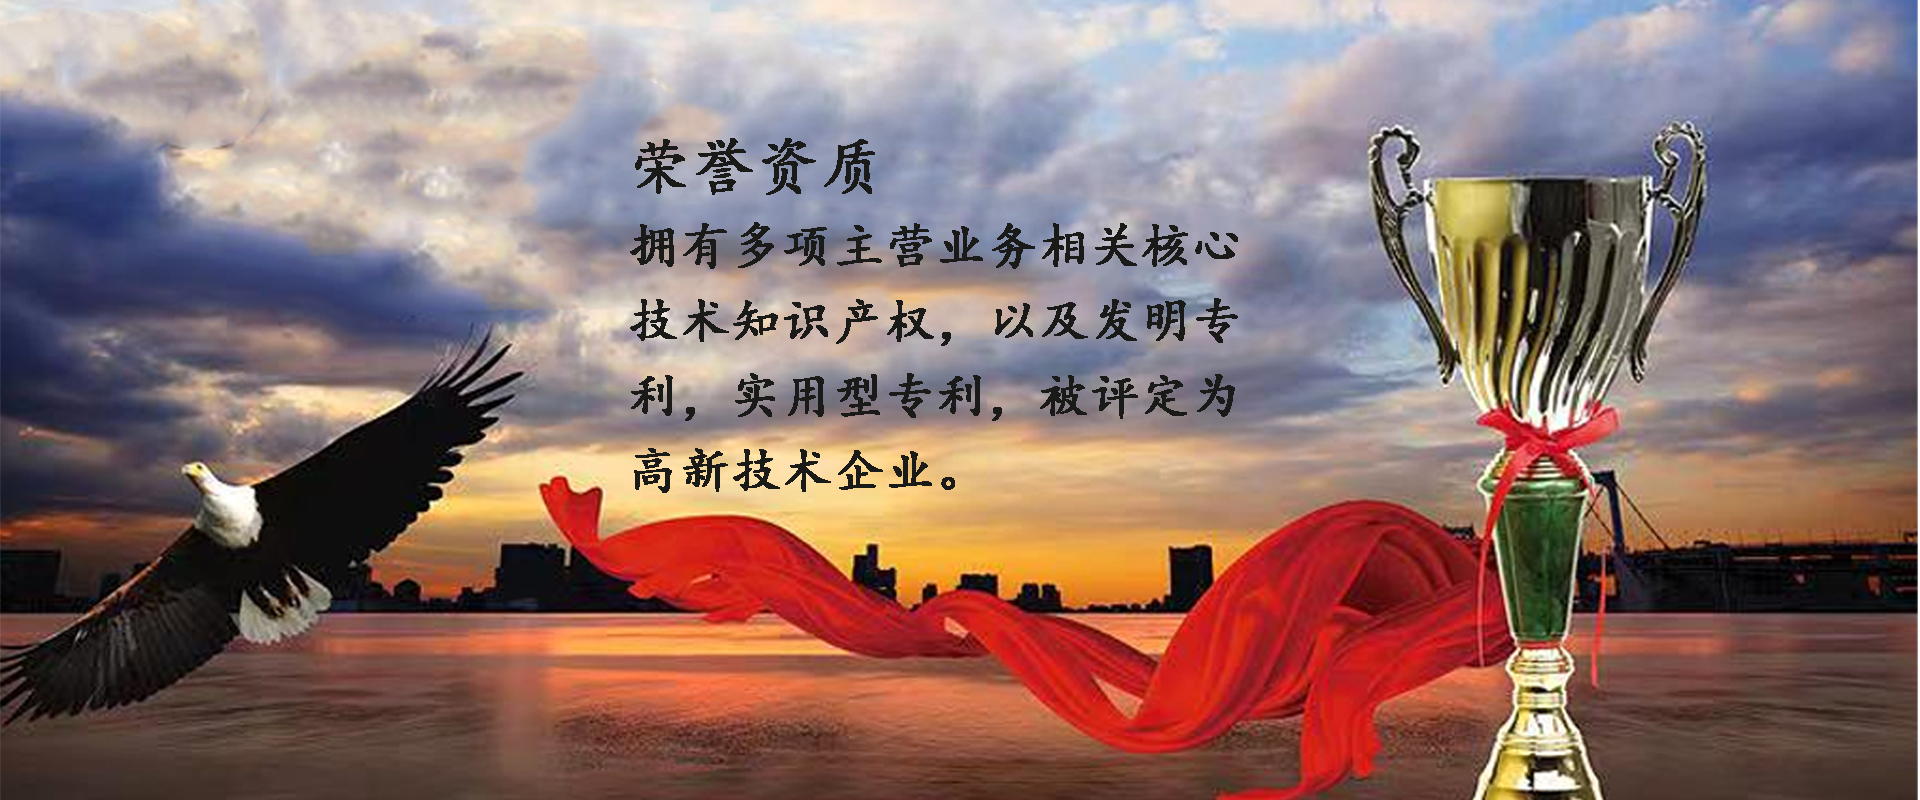 荣誉资质
拥有多项主营业务相关核心
技术知识产权，以及发明专
利，实用型专利，被评定为
高新技术企业。